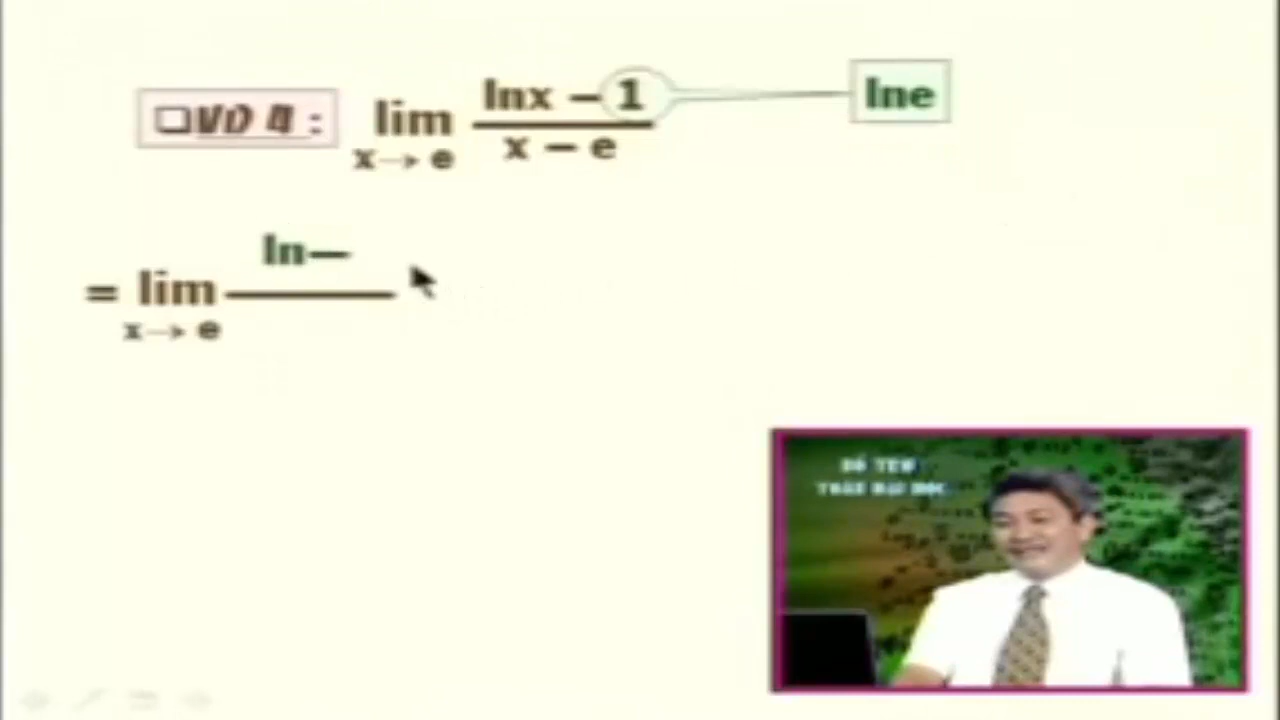 ❑VD 4 : lim x→ e lnx − 1 / x − e lne
= lim x→ e ln—